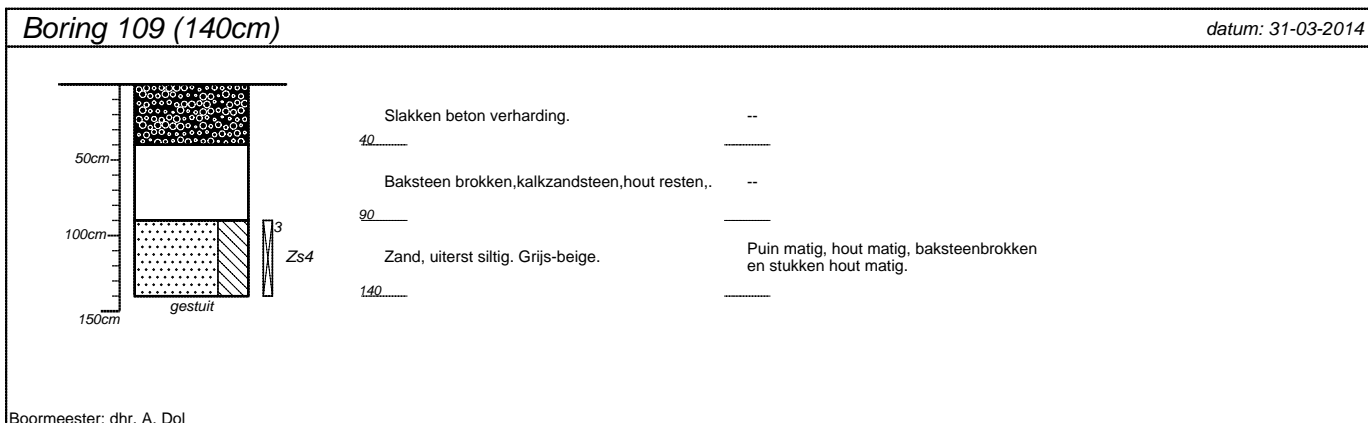 Boring 109 (140cm)
datum: 31-03-2014
Slakken beton verharding.
--
40
50cm
Baksteen brokken,kalkzandsteen,hout resten,.
--
90
100cm
3
Zs4
Zand, uiterst siltig. Grijs-beige.
Puin matig, hout matig, baksteenbrokken
en stukken hout matig.
140
gestuit
150cm
Boormeester: dhr. A. Dol